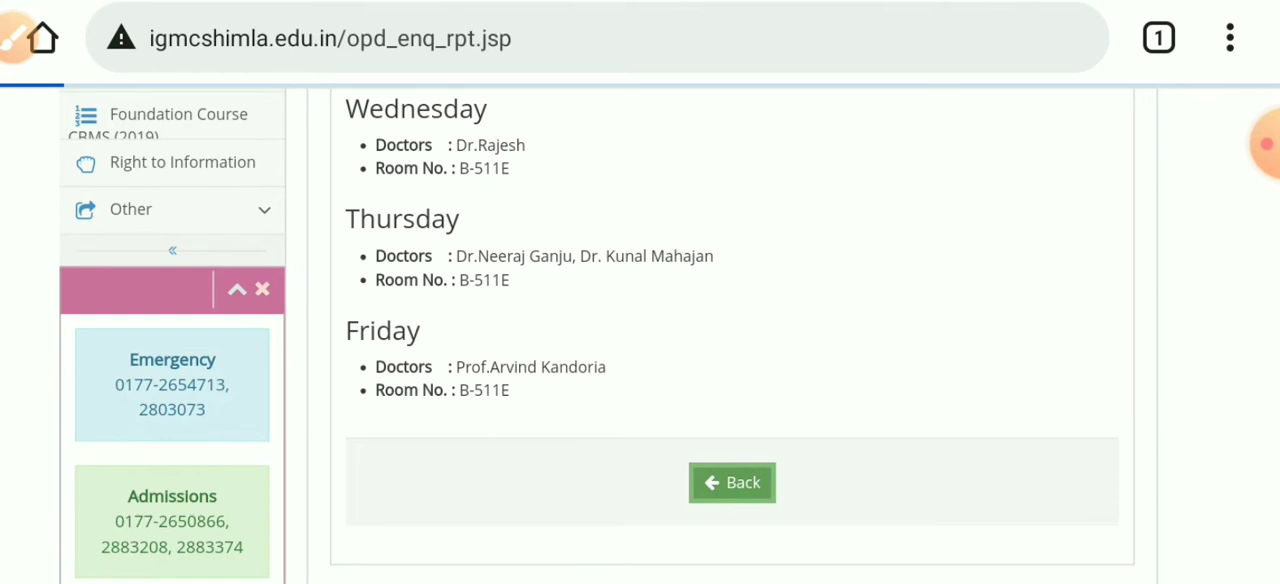 igmcshimla.edu.in/opd_enq_rpt.jsp
1
Foundation Course
CBMS (2019)
Right to Information
Other
Emergency
0177-2654713,
2803073
Admissions
0177-2650866,
2883208, 2883374
Wednesday
Doctors : Dr.Rajesh
Room No. : B-511E
Thursday
Doctors : Dr.Neeraj Ganju, Dr. Kunal Mahajan
Room No. : B-511E
Friday
Doctors : Prof.Arvind Kandoria
Room No. : B-511E
Back